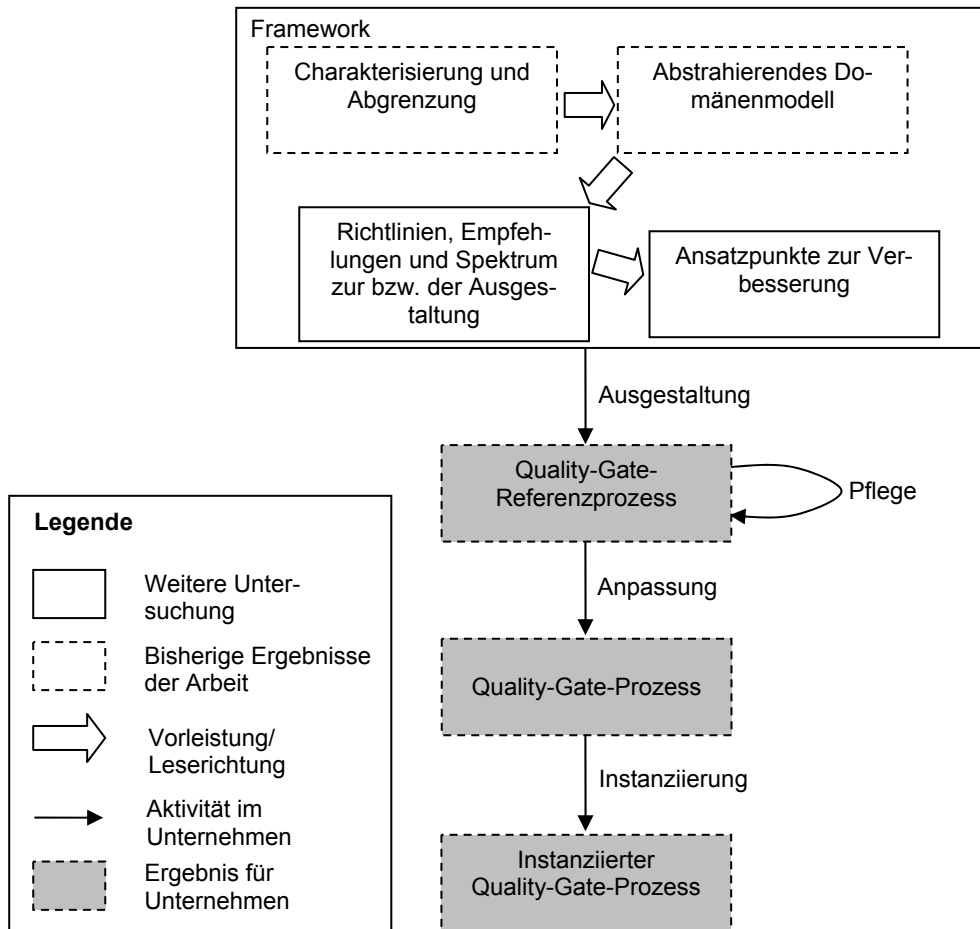 Framework
Charakterisierung und
Abgrenzung
Abstrahierendes Do-
mänenmodell
Richtlinien, Empfeh-
lungen und Spektrum
zur bzw. der Ausges-
taltung
Ansatzpunkte zur Ver-
besserung
Ausgestaltung
Quality-Gate-
Referenzprozess
Pflege
Anpassung
Quality-Gate-Prozess
Instanziierung
Instanziierter
Quality-Gate-Prozess
Legende
Weitere Unter-
suchung
Bisherige Ergebnisse
der Arbeit
Vorleistung/
Leserichtung
Aktivität im
Unternehmen
Ergebnis für
Unternehmen